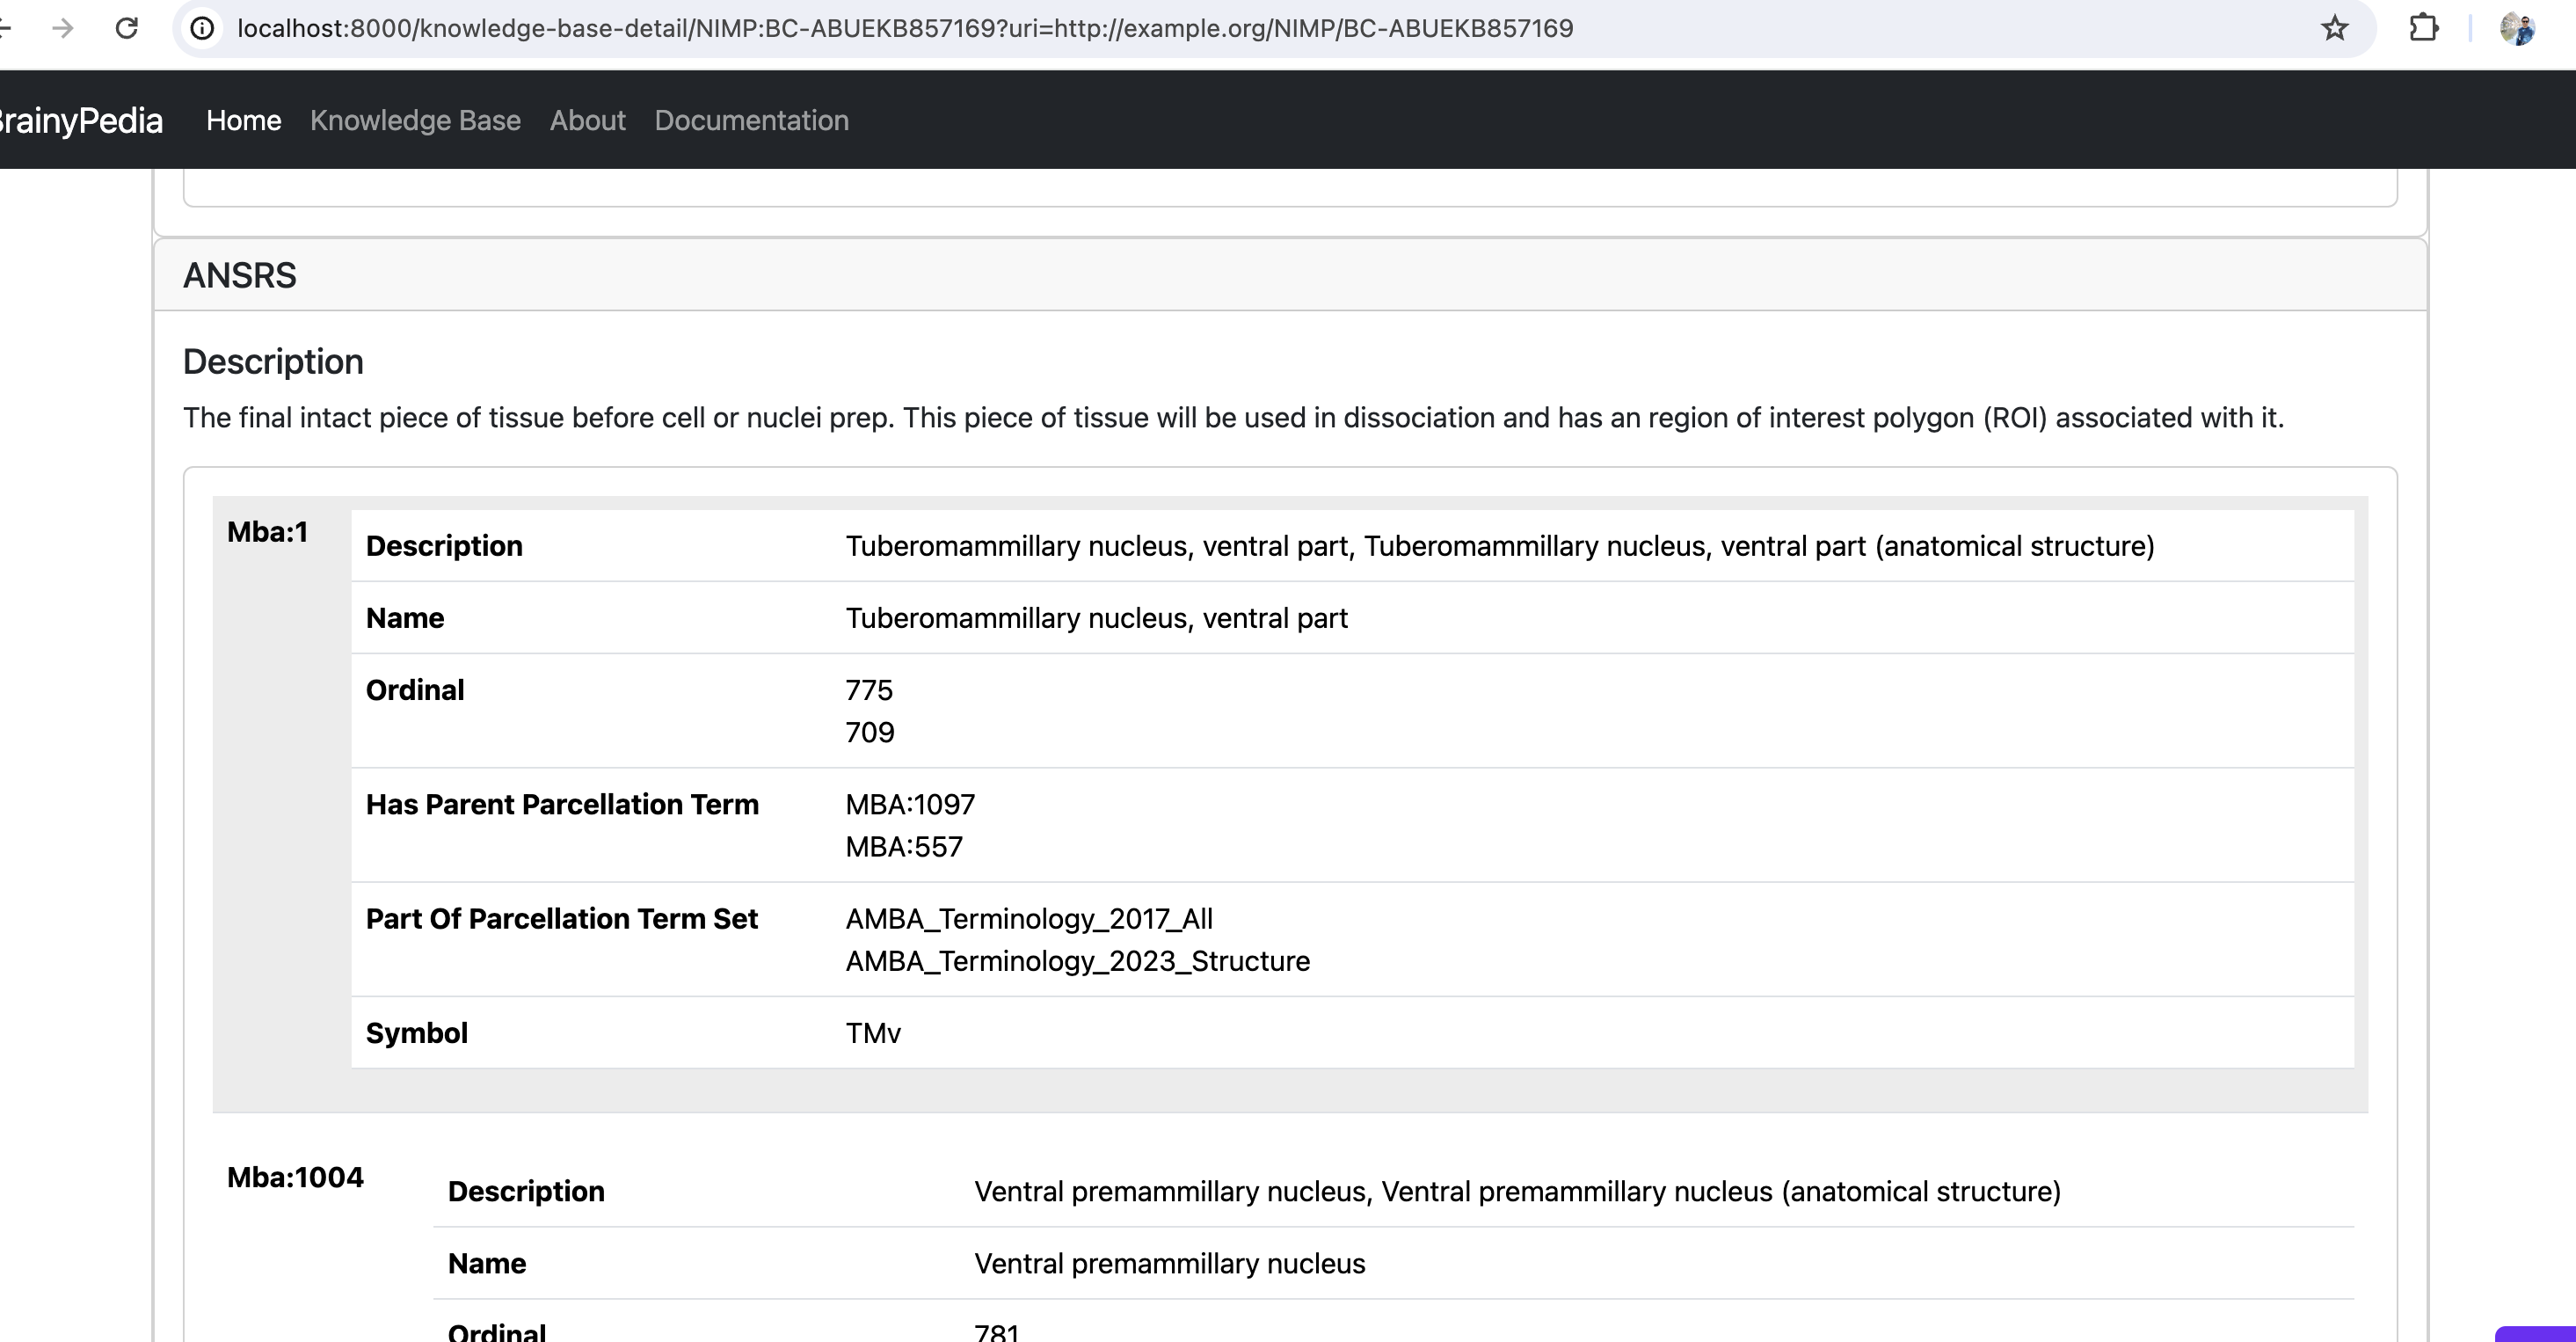 localhost:8000/knowledge-base-detail/NIMP:BC-ABUEKB857169?uri=http://example.org/NIMP/BC-ABUEKB857169
BrainyPedia Home Knowledge Base About Documentation
ANSRS
Description
The final intact piece of tissue before cell or nuclei prep. This piece of tissue will be used in dissociation and has an region of interest polygon (ROI) associated with it.
Mba:1
Description Tuberomammillary nucleus, ventral part, Tuberomammillary nucleus, ventral part (anatomical structure)
Name Tuberomammillary nucleus, ventral part
Ordinal 775
709
Has Parent Parcellation Term MBA:1097
MBA:557
Part Of Parcellation Term Set AMBA_Terminology_2017_All
AMBA_Terminology_2023_Structure
Symbol TMv
Mba:1004
Description Ventral premammillary nucleus, Ventral premammillary nucleus (anatomical structure)
Name Ventral premammillary nucleus
Ordinal 781